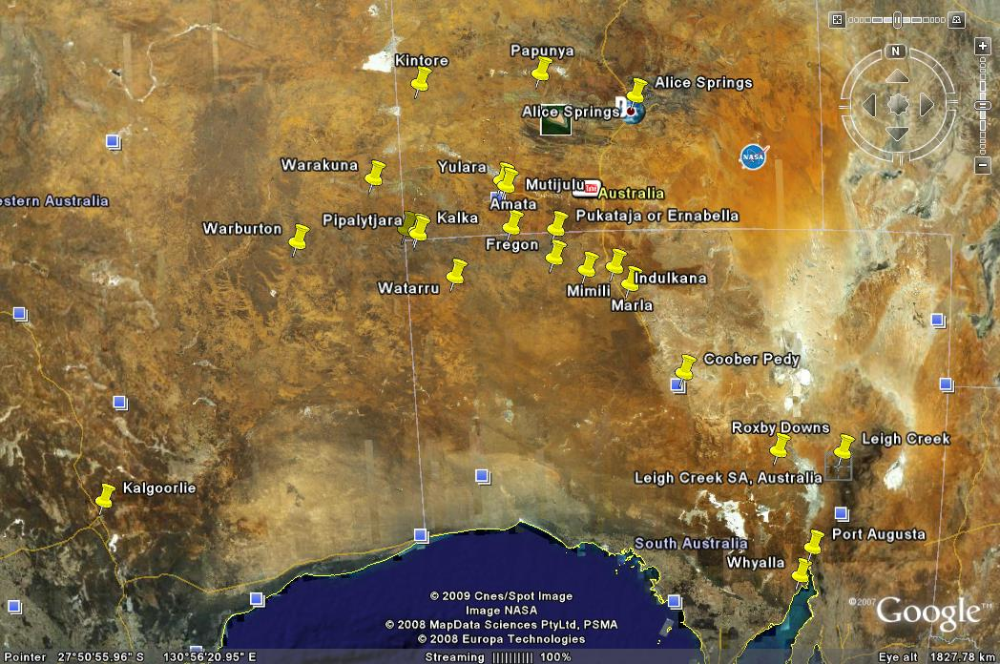 N
Papunya
Kintore
Alice Springs
Alice Springs
NASA
Warakuna
Yulara
Mutijulu
Australia
estern Australia
Amata
Pukataja or Ernabella
Kalka
Pipalytjara
Warburton
Fregon
Indulkana
Watarru
Mimili
Marla
Coober Pedy
Roxby Downs
Leigh Creek
Leigh Creek SA, Australia
Kalgoorlie
Port Augusta
South Australia
Whyalla
© 2009 Cnes/Spot Image
Image NASA
© 2008 MapData Sciences PtyLtd, PSMA
© 2008 Europa Technologies
©2007 Google™
Pointer 27°50'55.96" S 130°56'20.95" E Streaming |||||||||| 100% Eye alt 1827.78 km